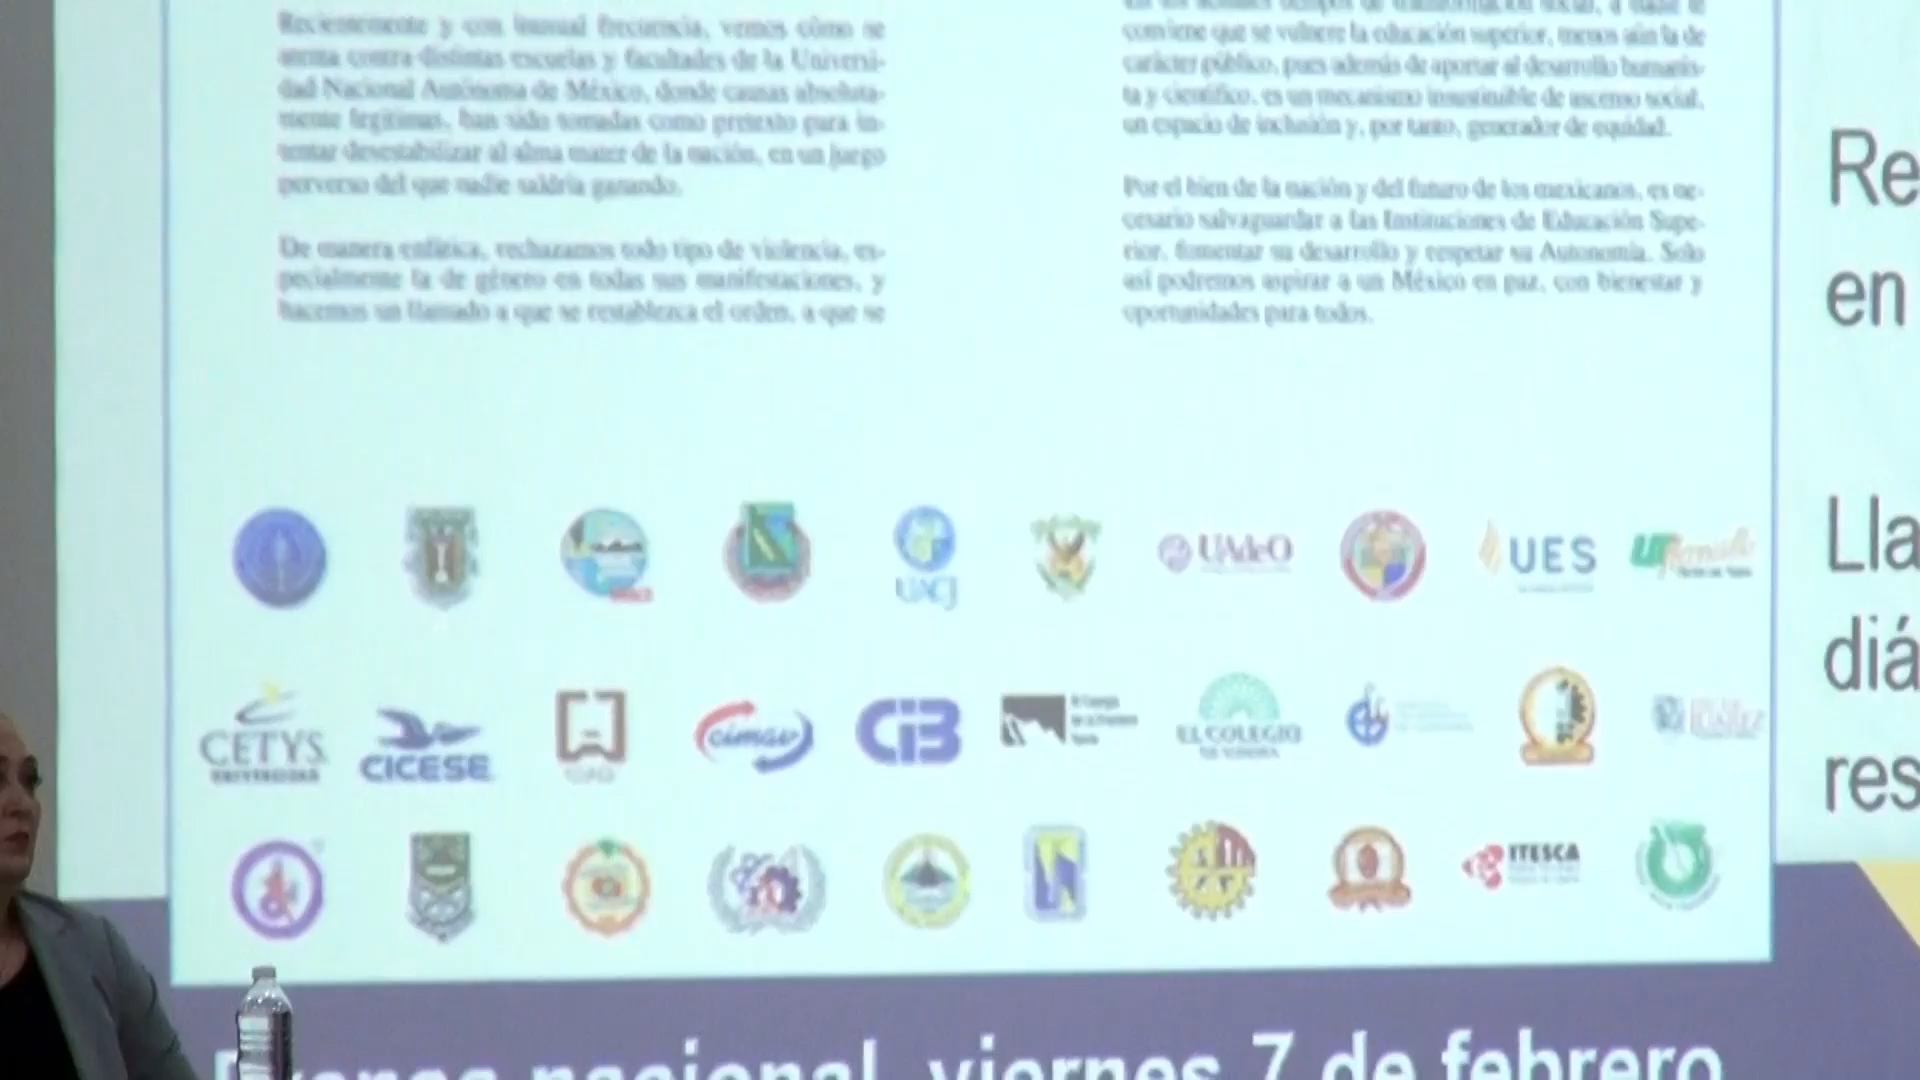 Recientemente y con inusual frecuencia, vemos cómo se
atenta contra distintas escuelas y facultades de la Universi-
dad Nacional Autónoma de México, donde causas absoluta-
mente legítimas, han sido tomadas como pretexto para in-
tentar desestabilizar al alma mater de la nación, en un juego
perverso del que nadie saldría ganando.
De manera enfática, rechazamos todo tipo de violencia, es-
pecialmente la de género en todas sus manifestaciones, y
hacemos un llamado a que se restablezca el orden, a que se
conviene que se vulnere la educación superior, menos aún la de
carácter público, pues además de aportar al desarrollo humanis-
ta y científico, es un mecanismo insustituible de ascenso social,
un espacio de inclusión y, por tanto, generador de equidad.
Por el bien de la nación y del futuro de los mexicanos, es ne-
cesario salvaguardar a las Instituciones de Educación Supe-
rior, fomentar su desarrollo y respetar su Autonomía. Solo
así podremos aspirar a un México en paz, con bienestar y
oportunidades para todos.
Re
en
Lla
diá
res
UACJ
UAdeO
UES
CETYS
UNIVERSIDAD
CICESE
cimav
CIB
EL COLEGIO
DE SONORA
ITESCA
Prensa nacional, viernes 7 de febrero